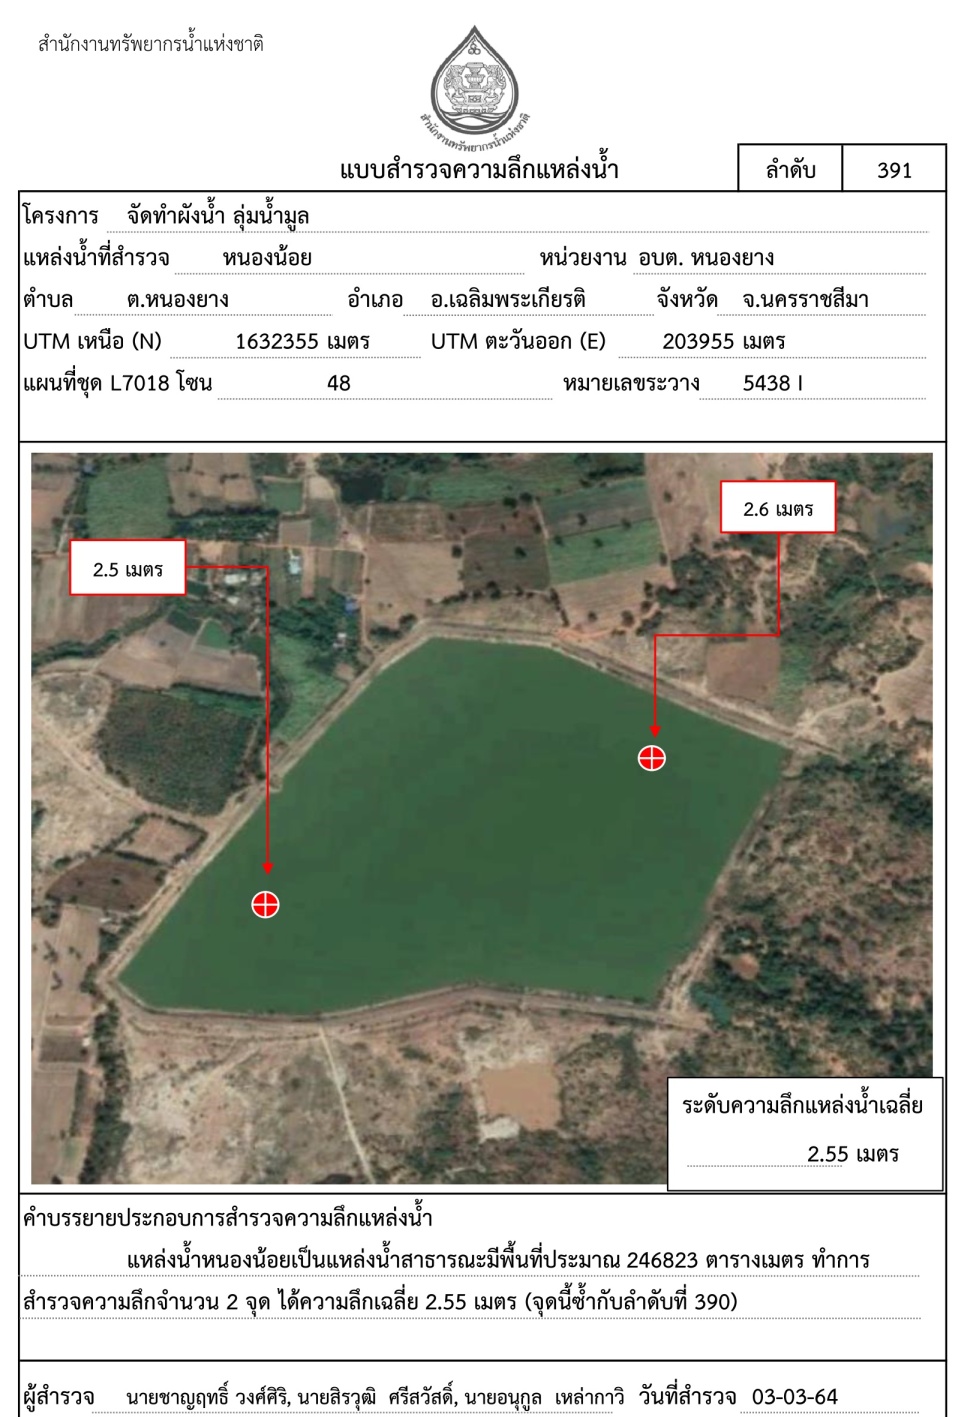 สำนักงานทรัพยากรน้ำแห่งชาติ
สำนักงานทรัพยากรน้ำแห่งชาติ
แบบสำรวจความลึกแหล่งน้ำ ลำดับ 391
โครงการ จัดทำผังน้ำ ลุ่มน้ำมูล
แหล่งน้ำที่สำรวจ หนองน้อย หน่วยงาน อบต. หนองยาง
ตำบล ต.หนองยาง อำเภอ อ.เฉลิมพระเกียรติ จังหวัด จ.นครราชสีมา
UTM เหนือ (N) 1632355 เมตร UTM ตะวันออก (E) 203955 เมตร
แผนที่ชุด L7018 โซน 48 หมายเลขระวาง 5438 I
2.6 เมตร
2.5 เมตร
ระดับความลึกแหล่งน้ำเฉลี่ย
2.55 เมตร
คำบรรยายประกอบการสำรวจความลึกแหล่งน้ำ
แหล่งน้ำหนองน้อยเป็นแหล่งน้ำสาธารณะมีพื้นที่ประมาณ 246823 ตารางเมตร ทำการ
สำรวจความลึกจำนวน 2 จุด ได้ความลึกเฉลี่ย 2.55 เมตร (จุดนี้ซ้ำกับลำดับที่ 390)
ผู้สำรวจ นายชาญฤทธิ์ วงศ์ศิริ, นายสิรวุฒิ ศรีสวัสดิ์, นายอนุกูล เหล่ากาวิ วันที่สำรวจ 03-03-64